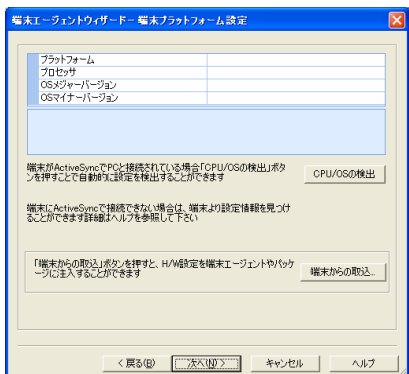 端末エージェントウィザードー 端末プラットフォーム設定
プラットフォーム
プロセッサ
OSメジャーバージョン
OSマイナーバージョン
端末がActiveSyncでPCと接続されている場合「CPU/OSの検出」ボタ
ンを押すことで自動的に設定を検出することができます
CPU/OSの検出
端末にActiveSyncで接続できない場合は、端末より設定情報を見つけ
ることができます詳細はヘルプを参照して下さい
「端末からの取込」ボタンを押すと、H/W設定を端末エージェントやパッケ
ージに注入することができます
端末からの取込...
< 戻る(B)
次へ(N) >
キャンセル
ヘルプ